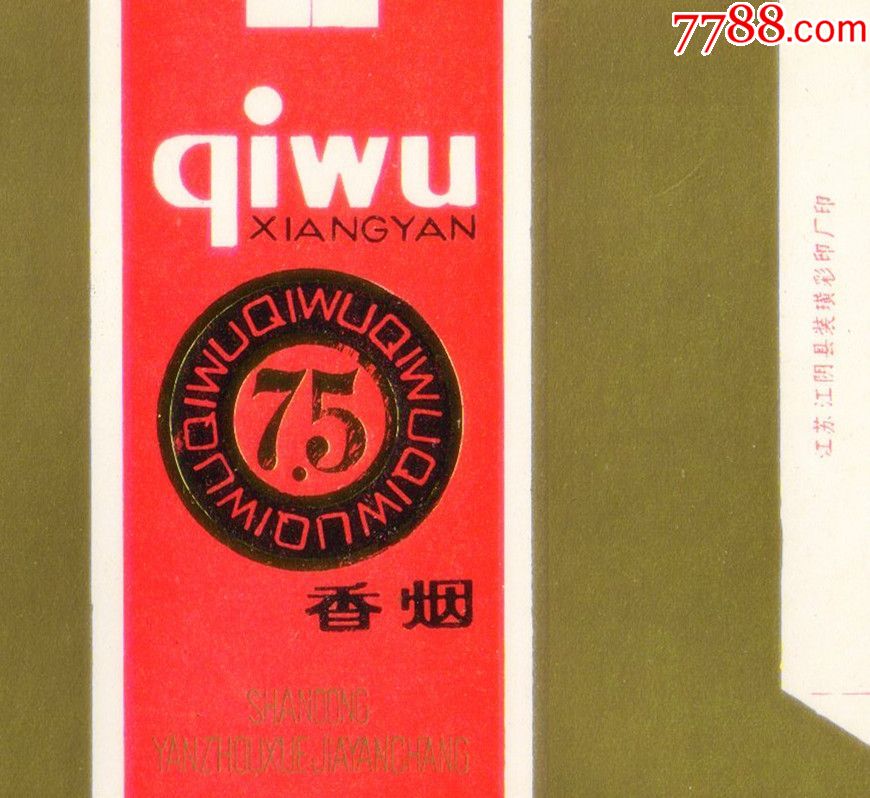 7788.com
qiwu
XIANGYAN
QIWUQIWUQIWUQIWUQIWUQIWU
7.5
香烟
SHANDONG
YANZHOUXUEJIAYANCHANG
江苏江阴县装璜彩印厂印